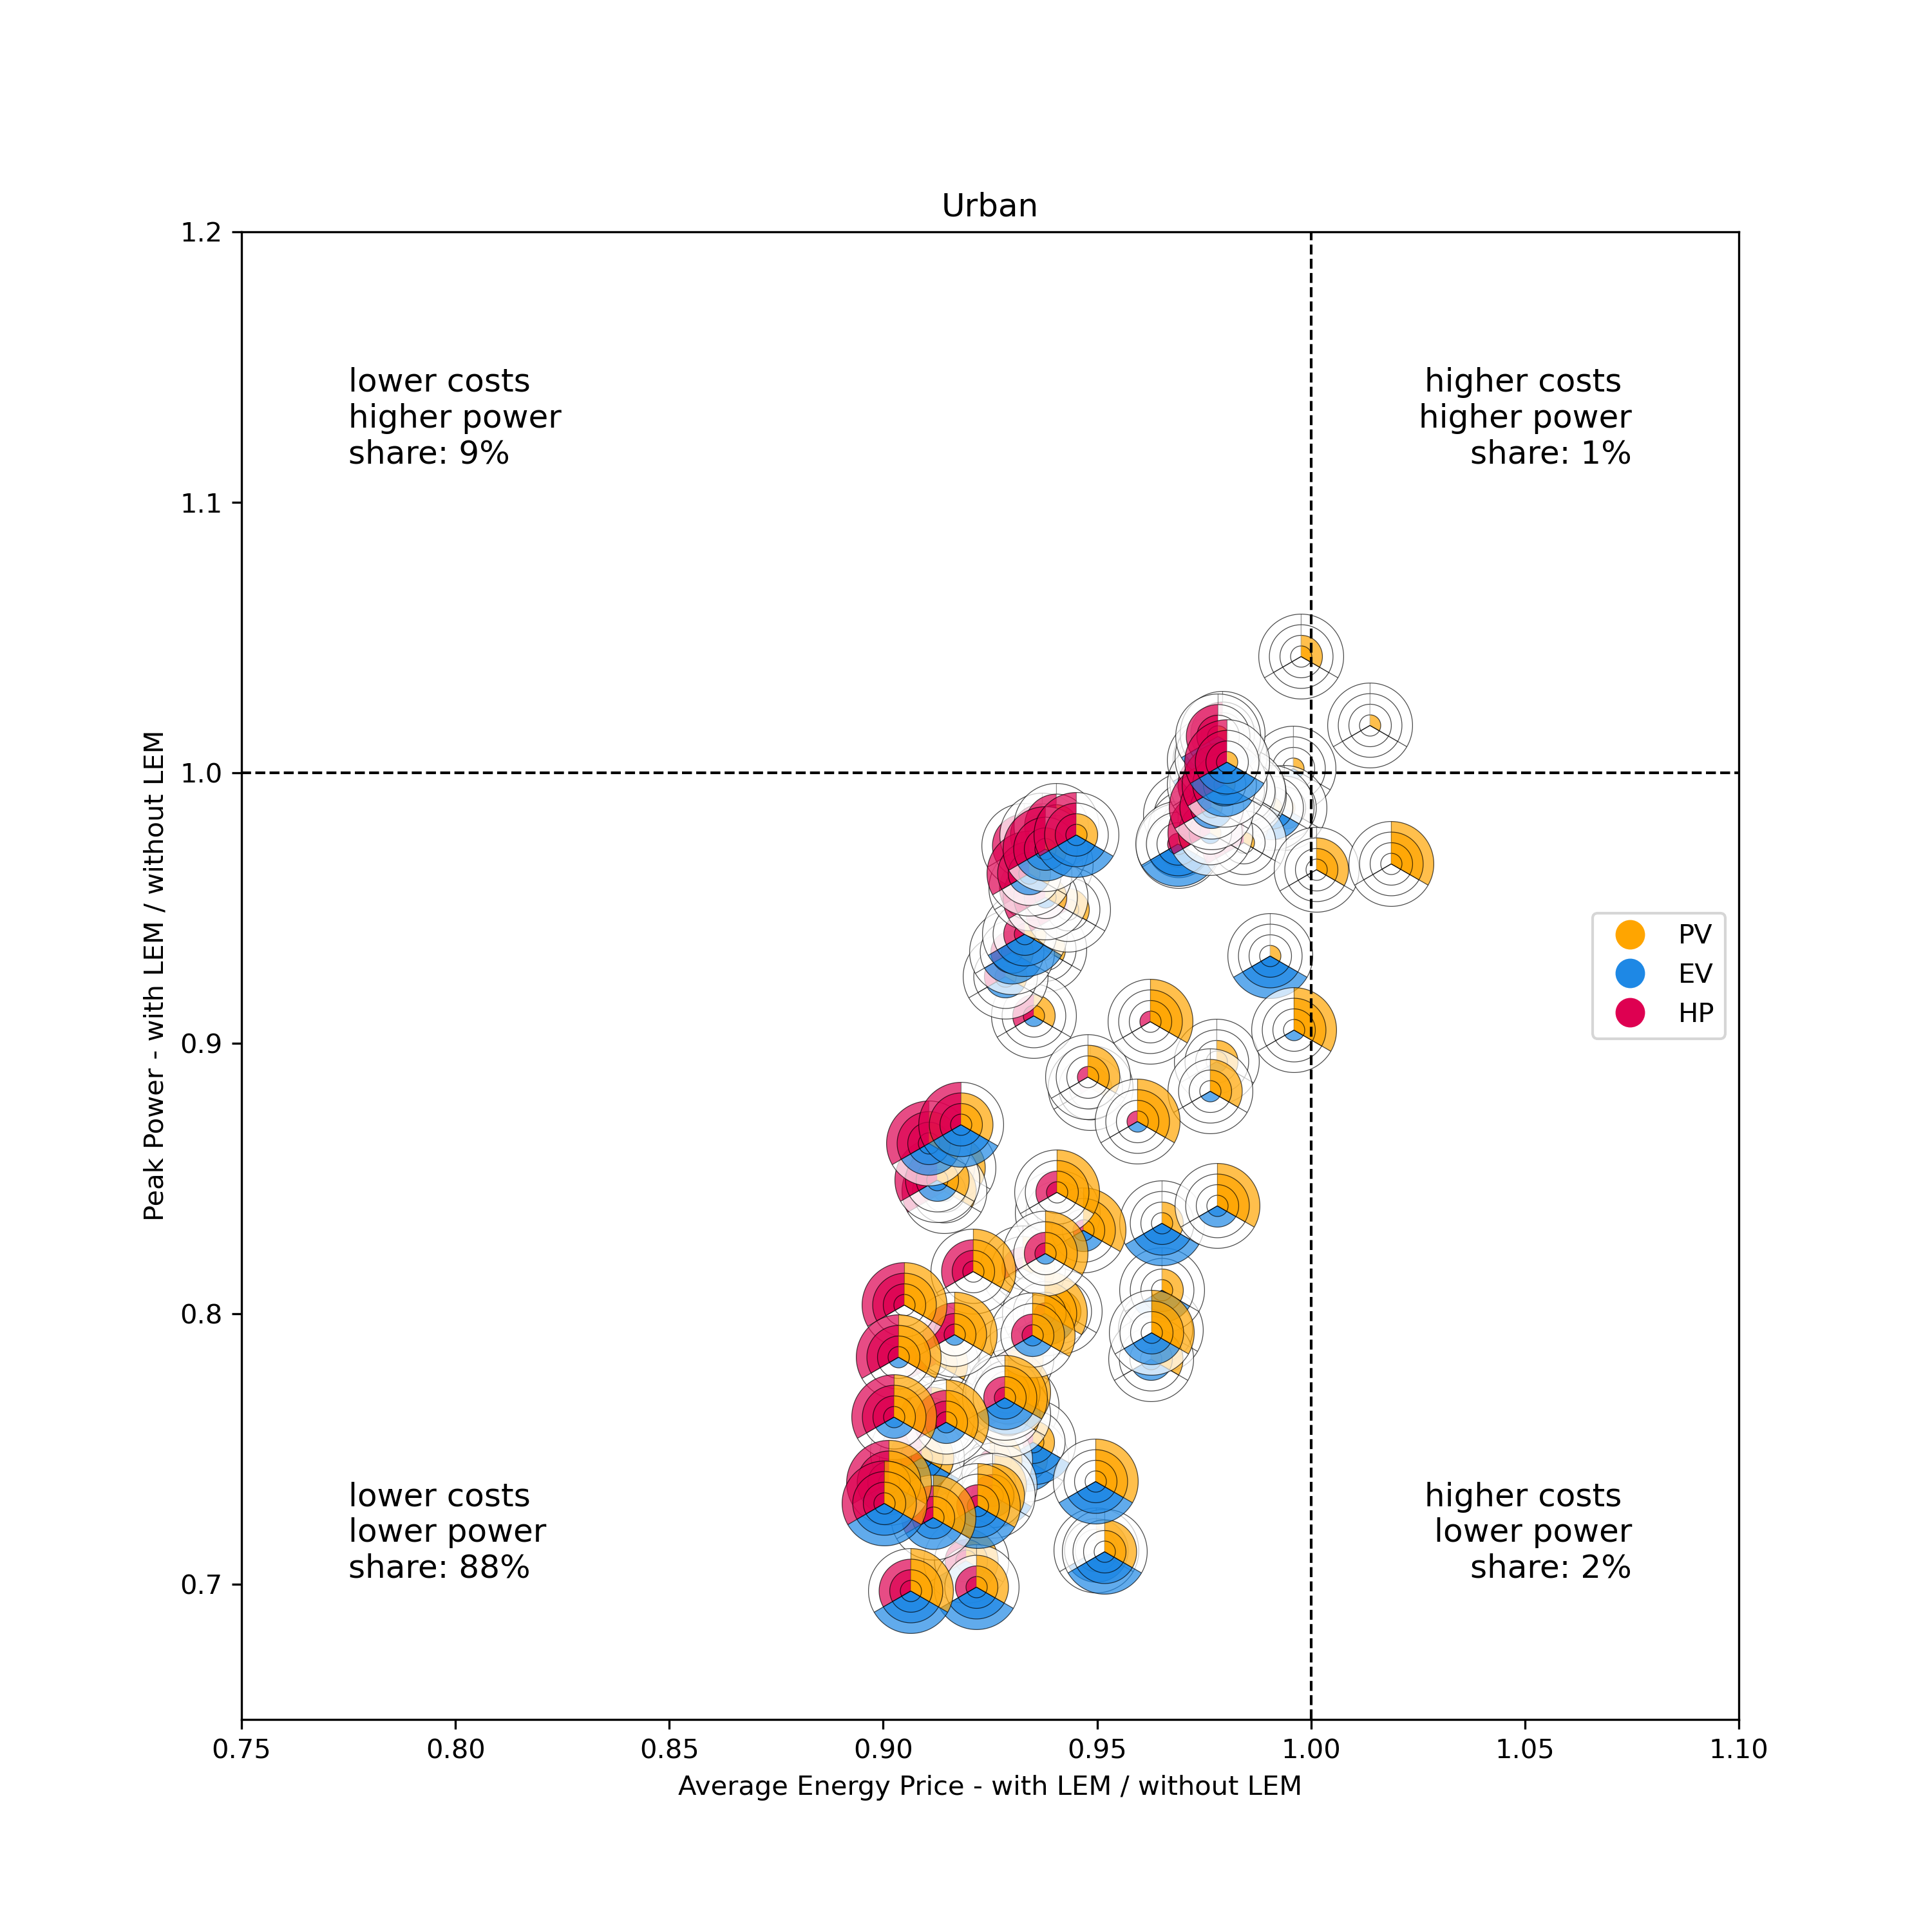 Urban
1.2
1.1
1.0
0.9
0.8
0.7
Peak Power - with LEM / without LEM
lower costs
higher power
share: 9%
higher costs
higher power
share: 1%
PV
EV
HP
lower costs
lower power
share: 88%
higher costs
lower power
share: 2%
0.75 0.80 0.85 0.90 0.95 1.00 1.05 1.10
Average Energy Price - with LEM / without LEM